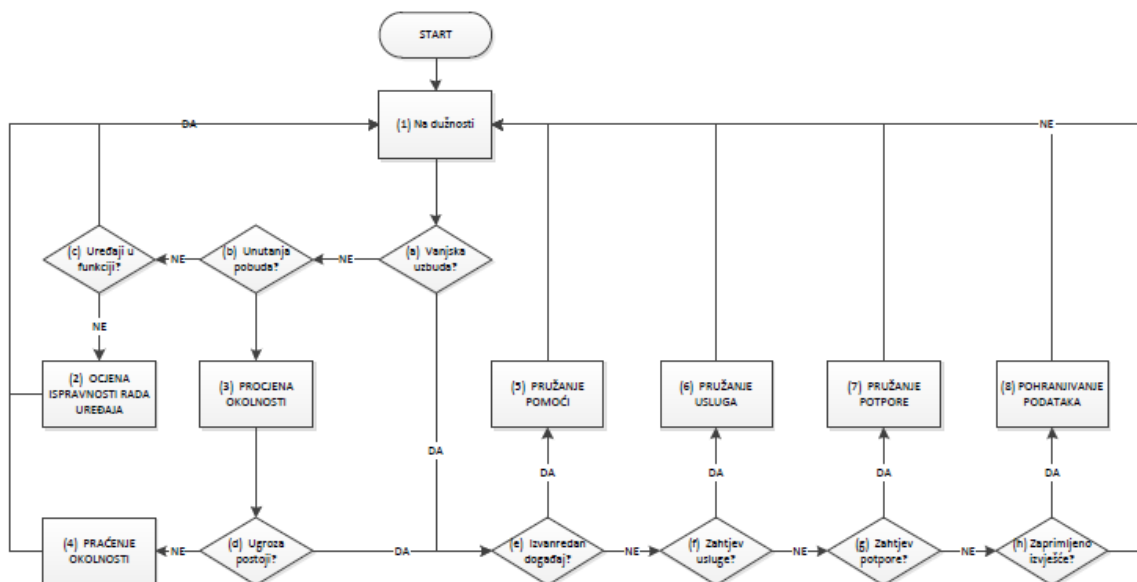 START
DA
(1) Na dužnosti
NE
(c) Uređaji u
funkciji?
NE
(b) Unutanja
pobuda?
NE
(a) Vanjska
uzbuda?
NE
(2) OCJENA
ISPRAVNOSTI RADA
UREĐAJA
(3) PROCJENA
OKOLNOSTI
(5) PRUŽANJE
POMOĆI
(6) PRUŽANJE
USLUGA
(7) PRUŽANJE
POTPORE
(8) POHRANJIVANJE
PODATAKA
DA
DA
DA
DA
DA
(4) PRAĆENJE
OKOLNOSTI
NE
(d) Ugroza
postoji?
DA
(e) Izvanredan
događaj?
NE
(f) Zahtjev
usluge?
NE
(g) Zahtjev
potpore?
NE
(h) Zaprimljeno
izvješće?